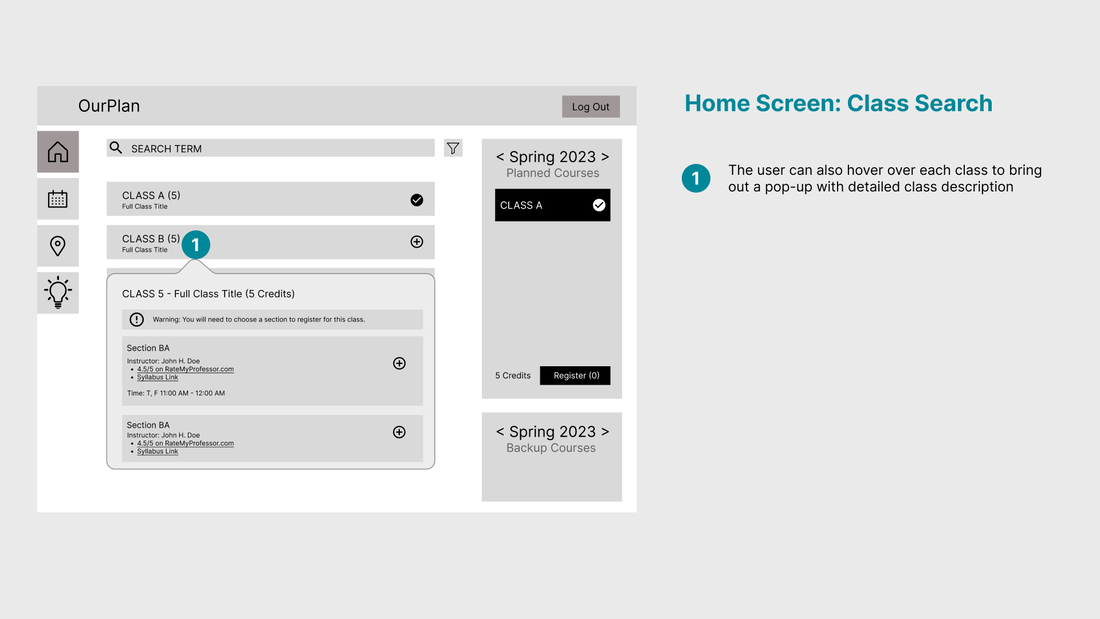 OurPlan
Log Out
SEARCH TERM
CLASS A (5)
Full Class Title
CLASS B (5)
Full Class Title
1
CLASS 5 - Full Class Title (5 Credits)
Warning: You will need to choose a section to register for this class.
Section BA
Instructor: John H. Doe
• 4.5/5 on RateMyProfessor.com
• Syllabus Link
Time: T, F 11:00 AM - 12:00 AM
Section BA
Instructor: John H. Doe
• 4.5/5 on RateMyProfessor.com
• Syllabus Link
< Spring 2023 >
Planned Courses
CLASS A
5 Credits
Register (0)
< Spring 2023 >
Backup Courses
Home Screen: Class Search
1
The user can also hover over each class to bring
out a pop-up with detailed class description